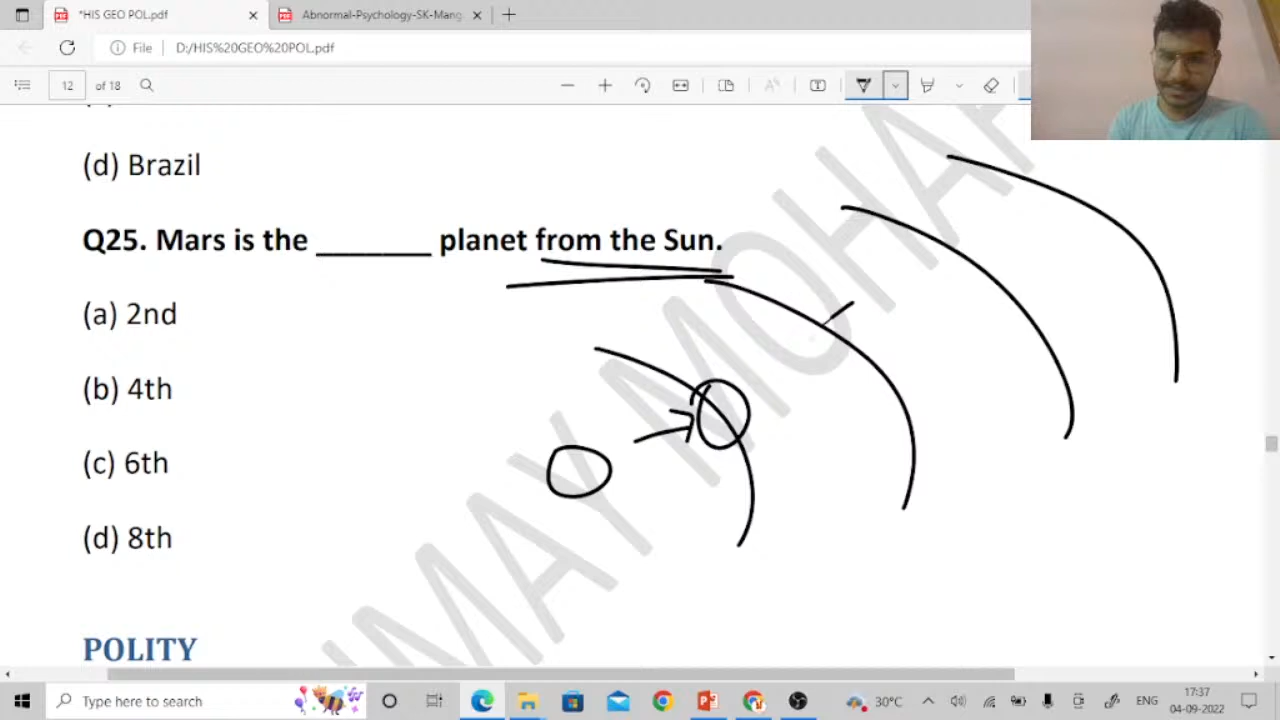 *HIS GEO POL.pdf
Abnormal-Psychology-SK-Mang
File
D:/HIS%20GEO%20POL.pdf
12
of 18
(d) Brazil
Q25. Mars is the _______ planet from the Sun.
(a) 2nd
(b) 4th
(c) 6th
(d) 8th
POLITY
Type here to search
30°C
ENG
17:37
04-09-2022